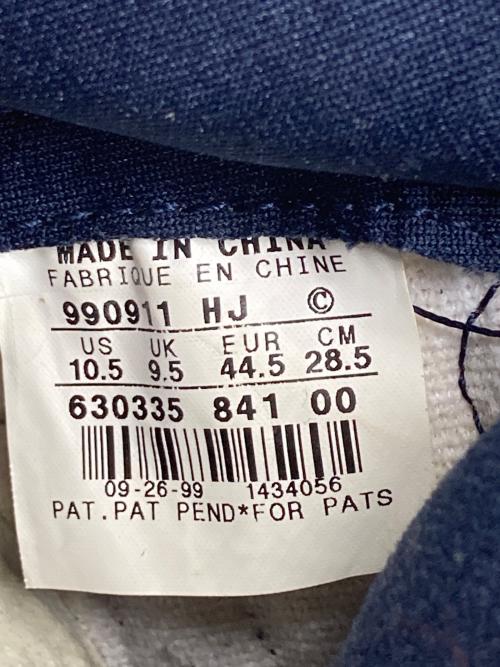 MADE IN CHINA
FABRIQUE EN CHINE
990911 HJ ©
US UK EUR CM
10.5 9.5 44.5 28.5
630335 841 00
09-26-99 1434056
PAT.PAT PEND*FOR PATS